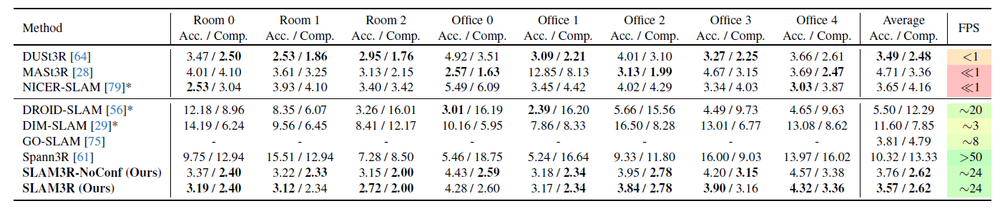 Method Room 0 Room 1 Room 2 Office 0 Office 1 Office 2 Office 3 Office 4 Average FPS
Acc. / Comp. Acc. / Comp. Acc. / Comp. Acc. / Comp. Acc. / Comp. Acc. / Comp. Acc. / Comp. Acc. / Comp. Acc. / Comp.
DUSt3R [64] 3.47 / 2.50 2.53 / 1.86 2.95 / 1.76 4.92 / 3.51 3.09 / 2.21 4.01 / 3.10 3.27 / 2.25 3.66 / 2.61 3.49 / 2.48 <1
MASt3R [28] 4.01 / 4.10 3.61 / 3.25 3.13 / 2.15 2.57 / 1.63 12.85 / 8.13 3.13 / 1.99 4.67 / 3.15 3.69 / 2.47 4.71 / 3.36 ≪1
NICER-SLAM [79]* 2.53 / 3.04 3.93 / 4.10 3.40 / 3.42 5.49 / 6.09 3.45 / 4.42 4.02 / 4.29 3.34 / 4.03 3.03 / 3.87 3.65 / 4.16 ≪1
DROID-SLAM [56]* 12.18 / 8.96 8.35 / 6.07 3.26 / 16.01 3.01 / 16.19 2.39 / 16.20 5.66 / 15.56 4.49 / 9.73 4.65 / 9.63 5.50 / 12.29 ∼20
DIM-SLAM [29]* 14.19 / 6.24 9.56 / 6.45 8.41 / 12.17 10.16 / 5.95 7.86 / 8.33 16.50 / 8.28 13.01 / 6.77 13.08 / 8.62 11.60 / 7.85 ∼3
GO-SLAM [75] - - - - - - - - 3.81 / 4.79 ∼8
Spann3R [61] 9.75 / 12.94 15.51 / 12.94 7.28 / 8.50 5.46 / 18.75 5.24 / 16.64 9.33 / 11.80 16.00 / 9.03 13.97 / 16.02 10.32 / 13.33 >50
SLAM3R-NoConf (Ours) 3.37 / 2.40 3.22 / 2.33 3.15 / 2.00 4.43 / 2.59 3.18 / 2.34 3.95 / 2.78 4.20 / 3.15 4.57 / 3.38 3.76 / 2.62 ∼24
SLAM3R (Ours) 3.19 / 2.40 3.12 / 2.34 2.72 / 2.00 4.28 / 2.60 3.17 / 2.34 3.84 / 2.78 3.90 / 3.16 4.32 / 3.36 3.57 / 2.62 ∼24